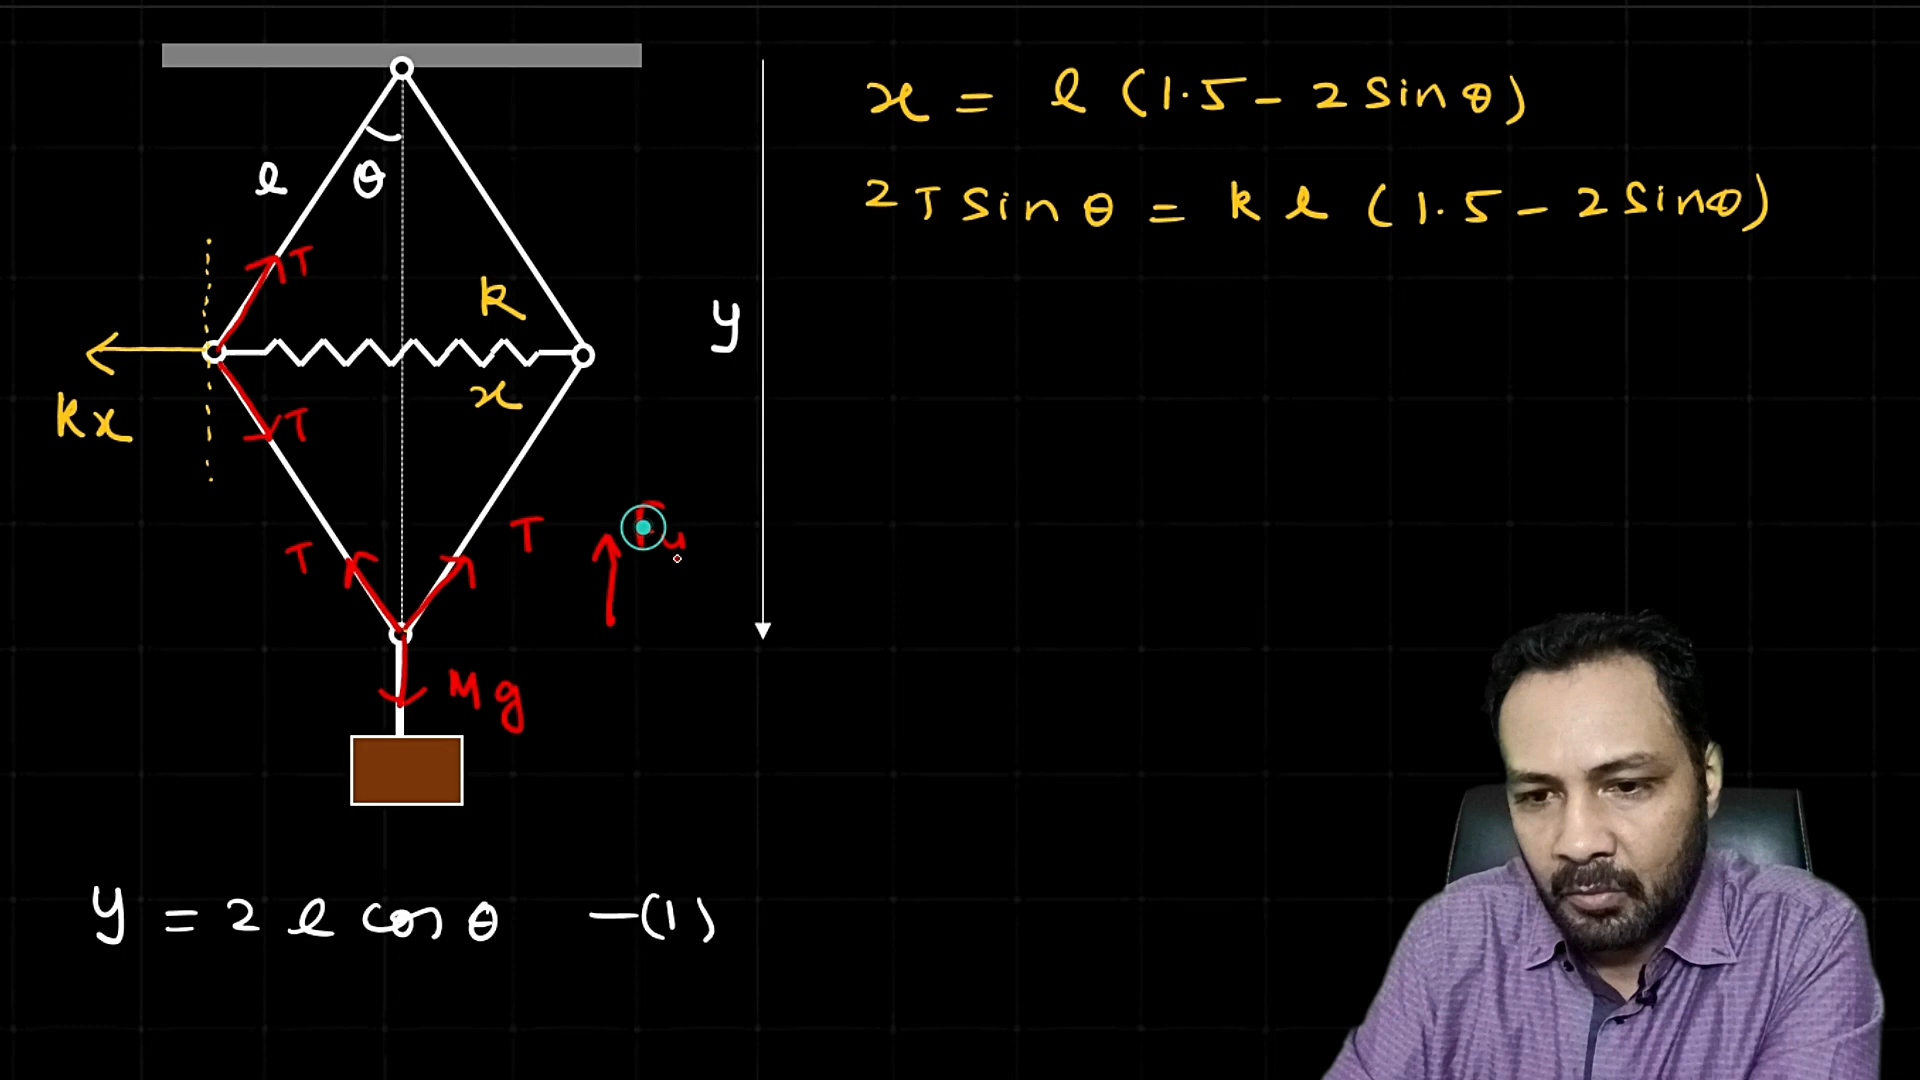 x = l (1.5 - 2 sin θ)
2T sin θ = k l (1.5 - 2 sin θ)
l
θ
T
k
y
x
kx
T
T
T
Mg
y = 2 l cos θ -(1)